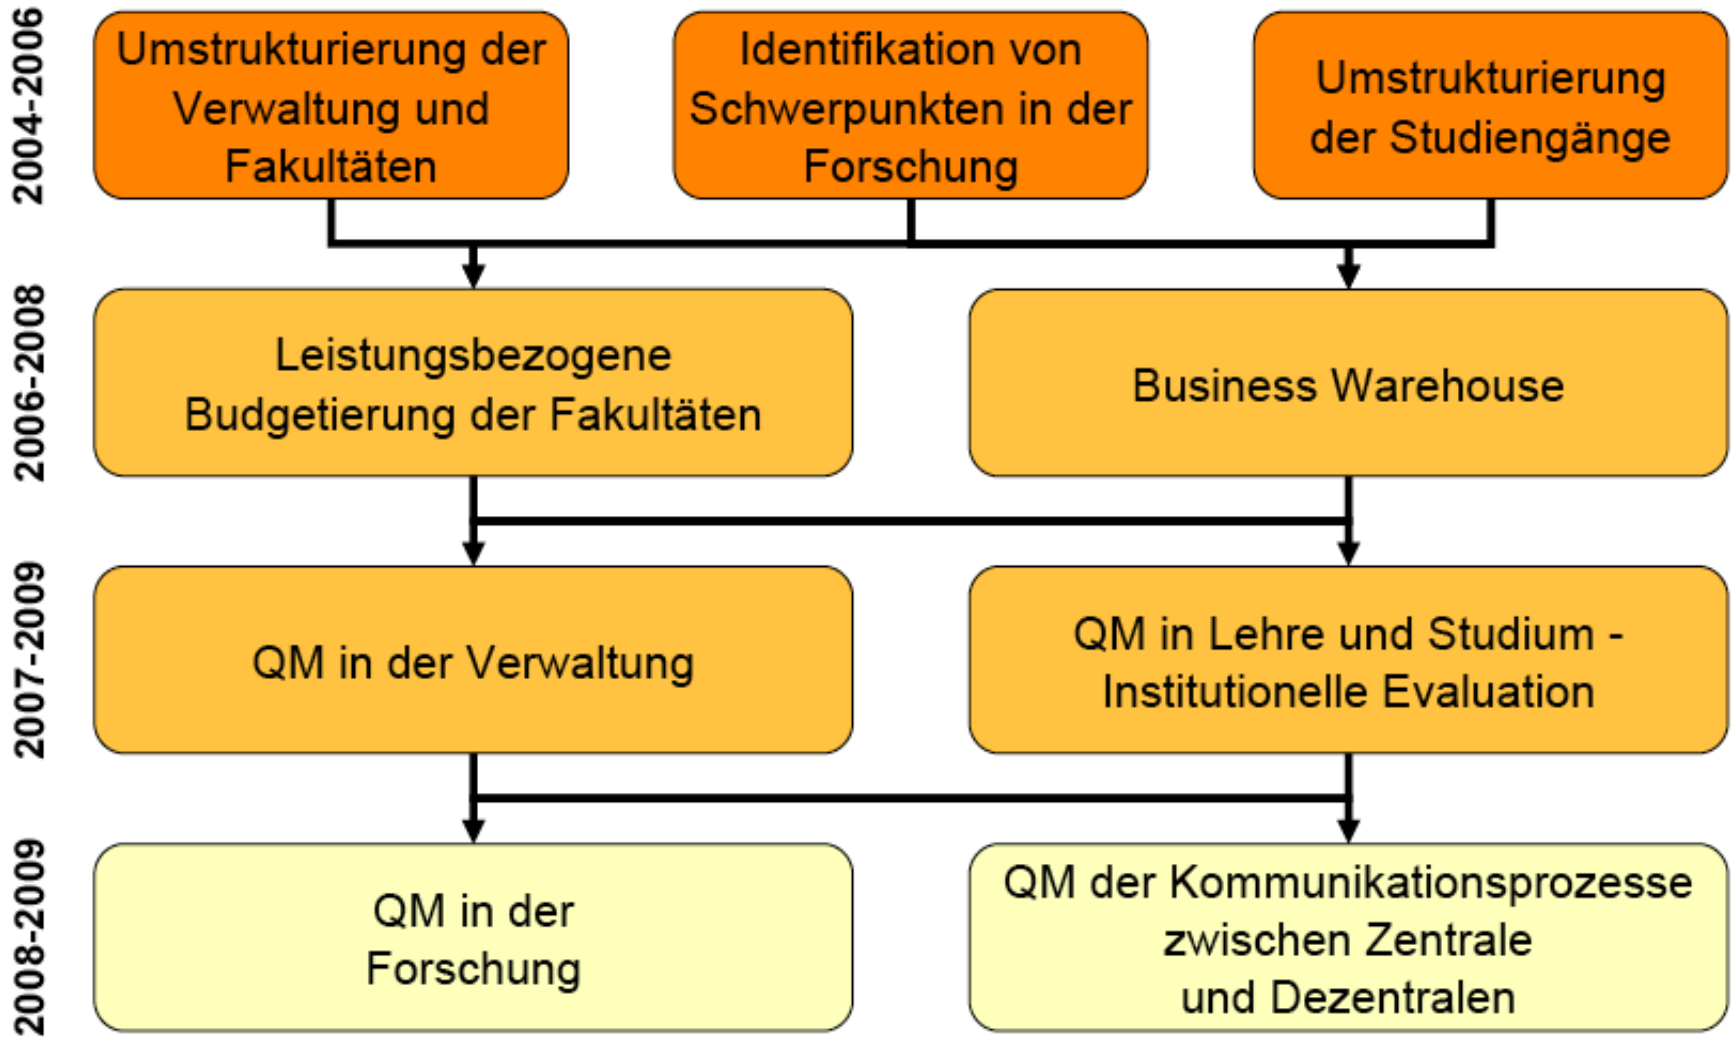 2004-2006
Umstrukturierung der
Verwaltung und
Fakultäten
Identifikation von
Schwerpunkten in der
Forschung
Umstrukturierung
der Studiengänge
2006-2008
Leistungsbezogene
Budgetierung der Fakultäten
Business Warehouse
2007-2009
QM in der Verwaltung
QM in Lehre und Studium -
Institutionelle Evaluation
2008-2009
QM in der
Forschung
QM der Kommunikationsprozesse
zwischen Zentrale
und Dezentralen